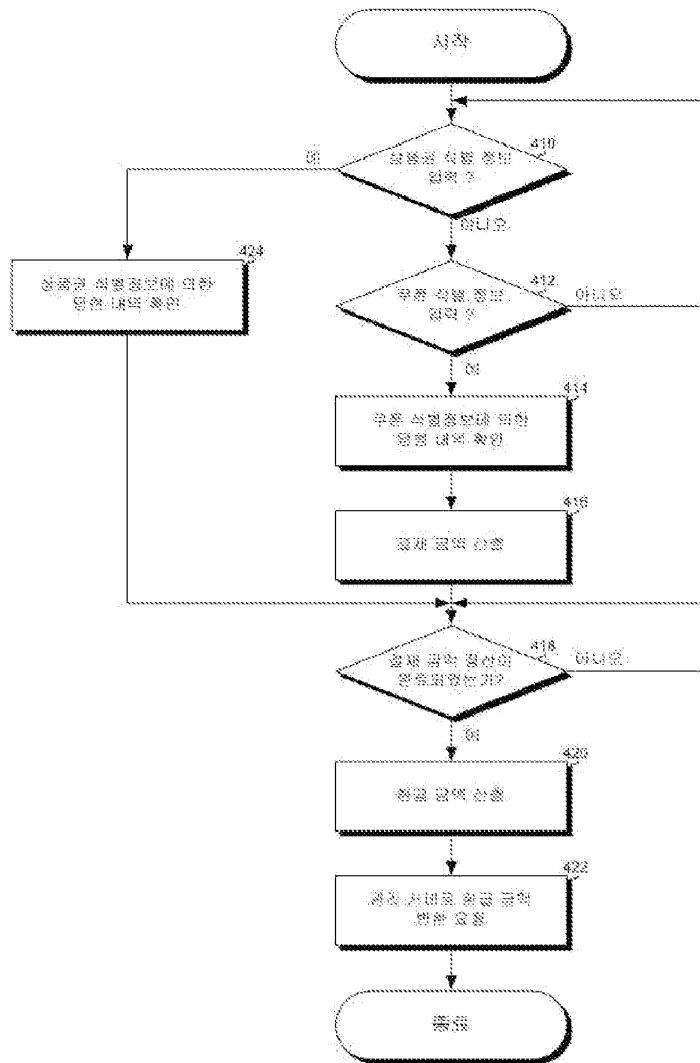 시작
상품권 식별 정보
입력 ?
410
예
아니오
424
상품권 식별정보에 의한
당첨 내역 확인
쿠폰 식별 정보
입력 ?
412
아니오
예
414
쿠폰 식별정보에 의한
당첨 내역 확인
416
결제 금액 산출
418
결제 금액 정산이
완료되었는가?
아니오
예
420
환급 금액 산출
422
서버로 환급 금액
요청
종료